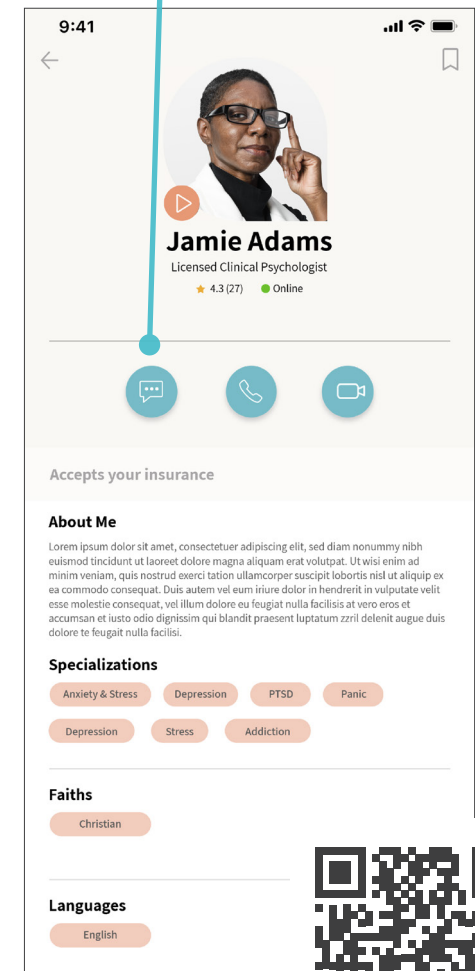 9:41
Jamie Adams
Licensed Clinical Psychologist
4.3 (27) Online
Accepts your insurance
About Me
Lorem ipsum dolor sit amet, consectetuer adipiscing elit, sed diam nonummy nibh
euismod tincidunt ut laoreet dolore magna aliquam erat volutpat. Ut wisi enim ad
minim veniam, quis nostrud exerci tation ullamcorper suscipit lobortis nisl ut aliquip ex
ea commodo consequat. Duis autem vel eum iriure dolor in hendrerit in vulputate velit
esse molestie consequat, vel illum dolore eu feugiat nulla facilisis at vero eros et
accumsan et iusto odio dignissim qui blandit praesent luptatum zzril delenit augue duis
dolore te feugait nulla facilisi.
Specializations
Anxiety & Stress Depression PTSD Panic
Depression Stress Addiction
Faiths
Christian
Languages
English